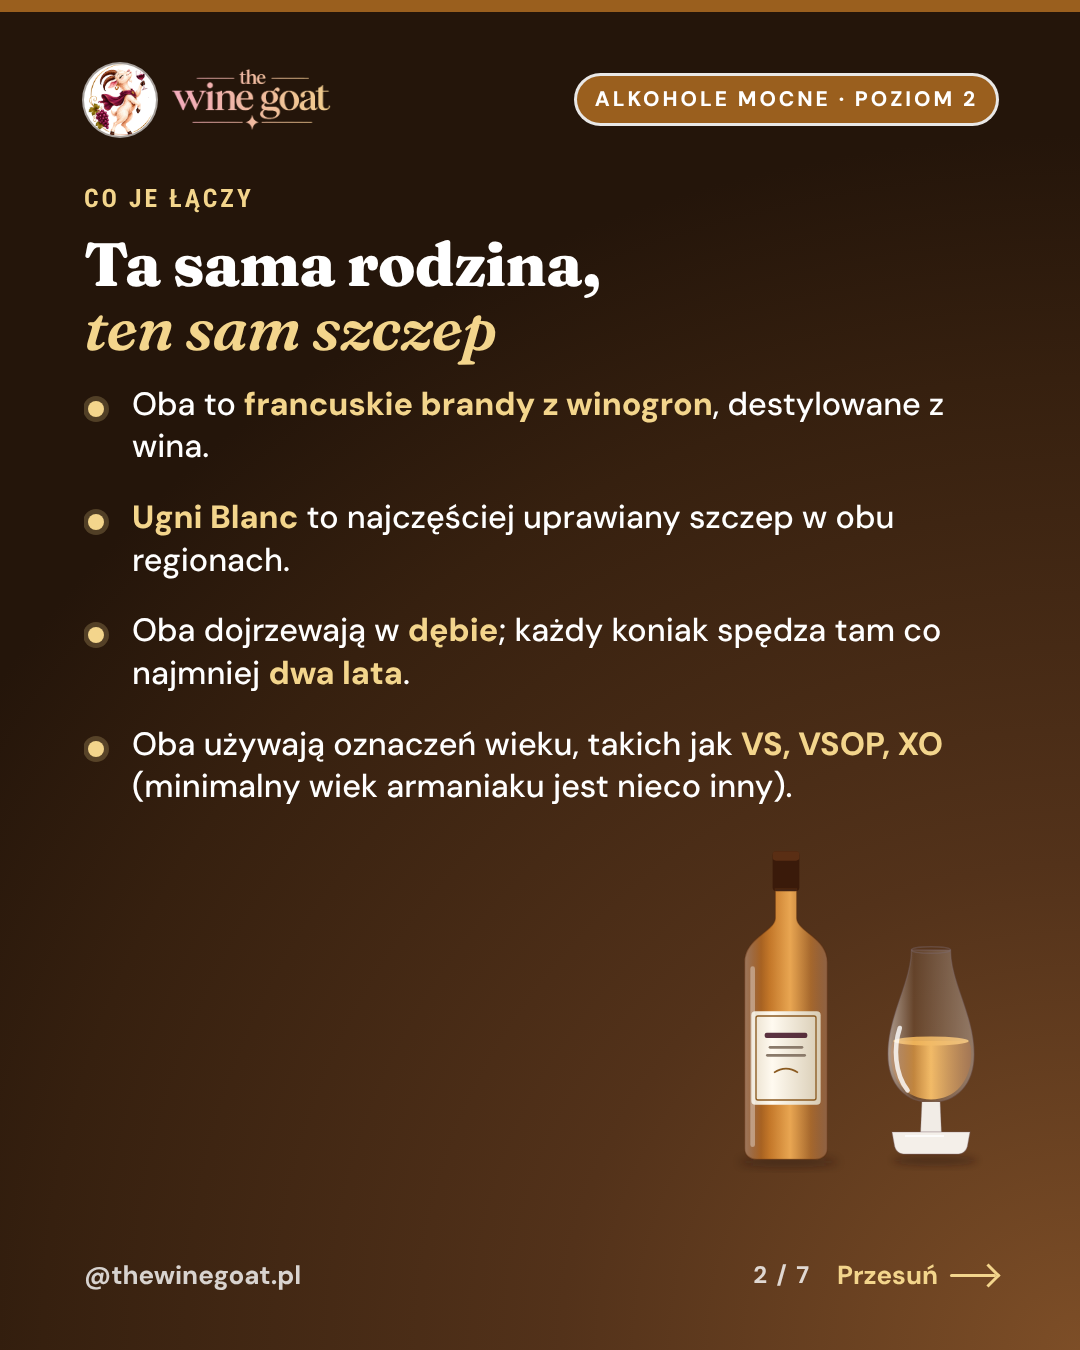 the
wine goat
ALKOHOLE MOCNE · POZIOM 2
CO JE ŁĄCZY
Ta sama rodzina,
ten sam szczep
Oba to francuskie brandy z winogron, destylowane z
wina.
Ugni Blanc to najczęściej uprawiany szczep w obu
regionach.
Oba dojrzewają w dębie; każdy koniak spędza tam co
najmniej dwa lata.
Oba używają oznaczeń wieku, takich jak VS, VSOP, XO
(minimalny wiek armaniaku jest nieco inny).
@thewinegoat.pl
2 / 7
Przesuń